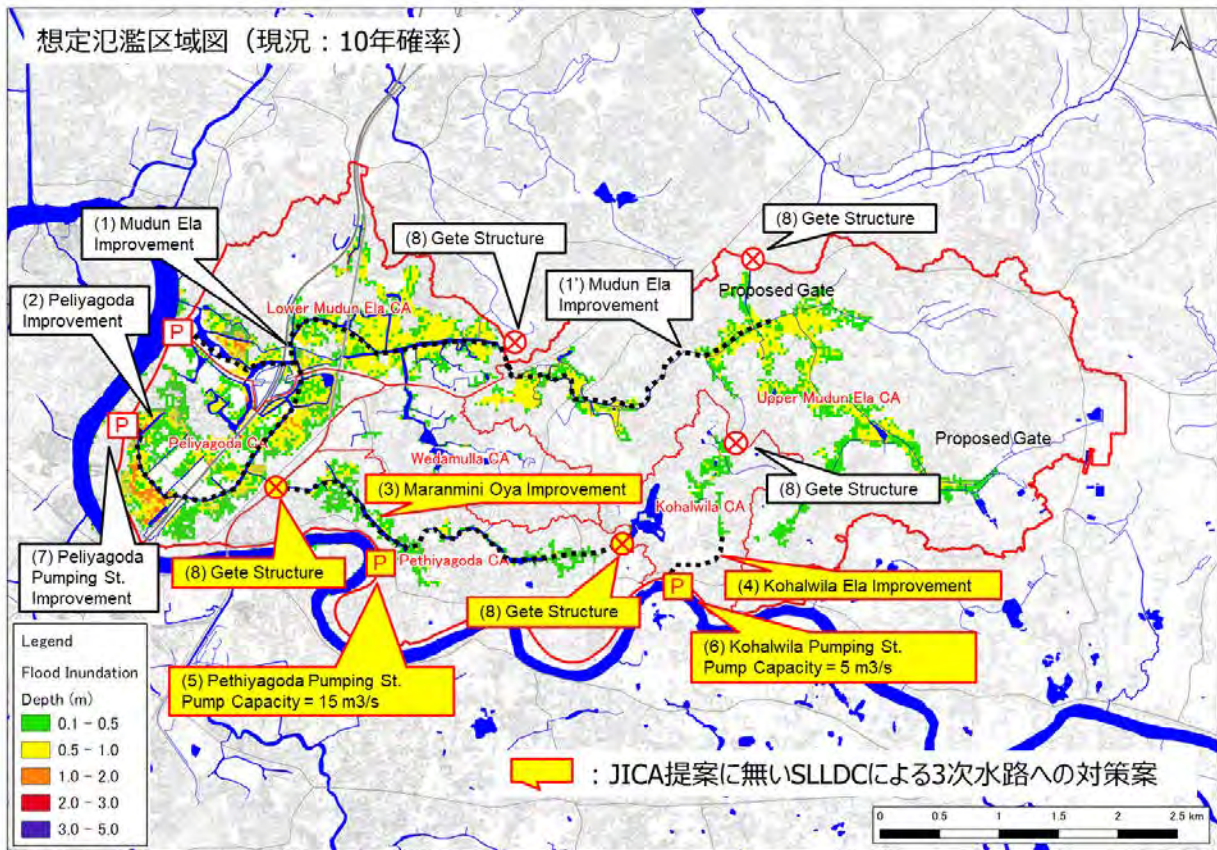 想定氾濫区域図（現況：10年確率）
(1) Mudun Ela
Improvement
(8) Gete Structure
(8) Gete Structure
(1') Mudun Ela
Improvement
Proposed Gate
(2) Peliyagoda
Improvement
Lower Mudun Ela CA
P
P
Upper Mudun Ela CA
Peliyagoda CA
Proposed Gate
Wedamulla CA
(3) Maranmini Oya Improvement
(8) Gete Structure
Kohalwila CA
(7) Peliyagoda
Pumping St.
Improvement
(8) Gete Structure
P
Pethiyagoda CA
(8) Gete Structure
P
(4) Kohalwila Ela Improvement
(5) Pethiyagoda Pumping St.
Pump Capacity = 15 m3/s
(6) Kohalwila Pumping St.
Pump Capacity = 5 m3/s
Legend
Flood Inundation
Depth (m)
0.1 - 0.5
0.5 - 1.0
1.0 - 2.0
2.0 - 3.0
3.0 - 5.0
：JICA提案に無いSLLDCによる3次水路への対策案
0 0.5 1 1.5 2 2.5 km